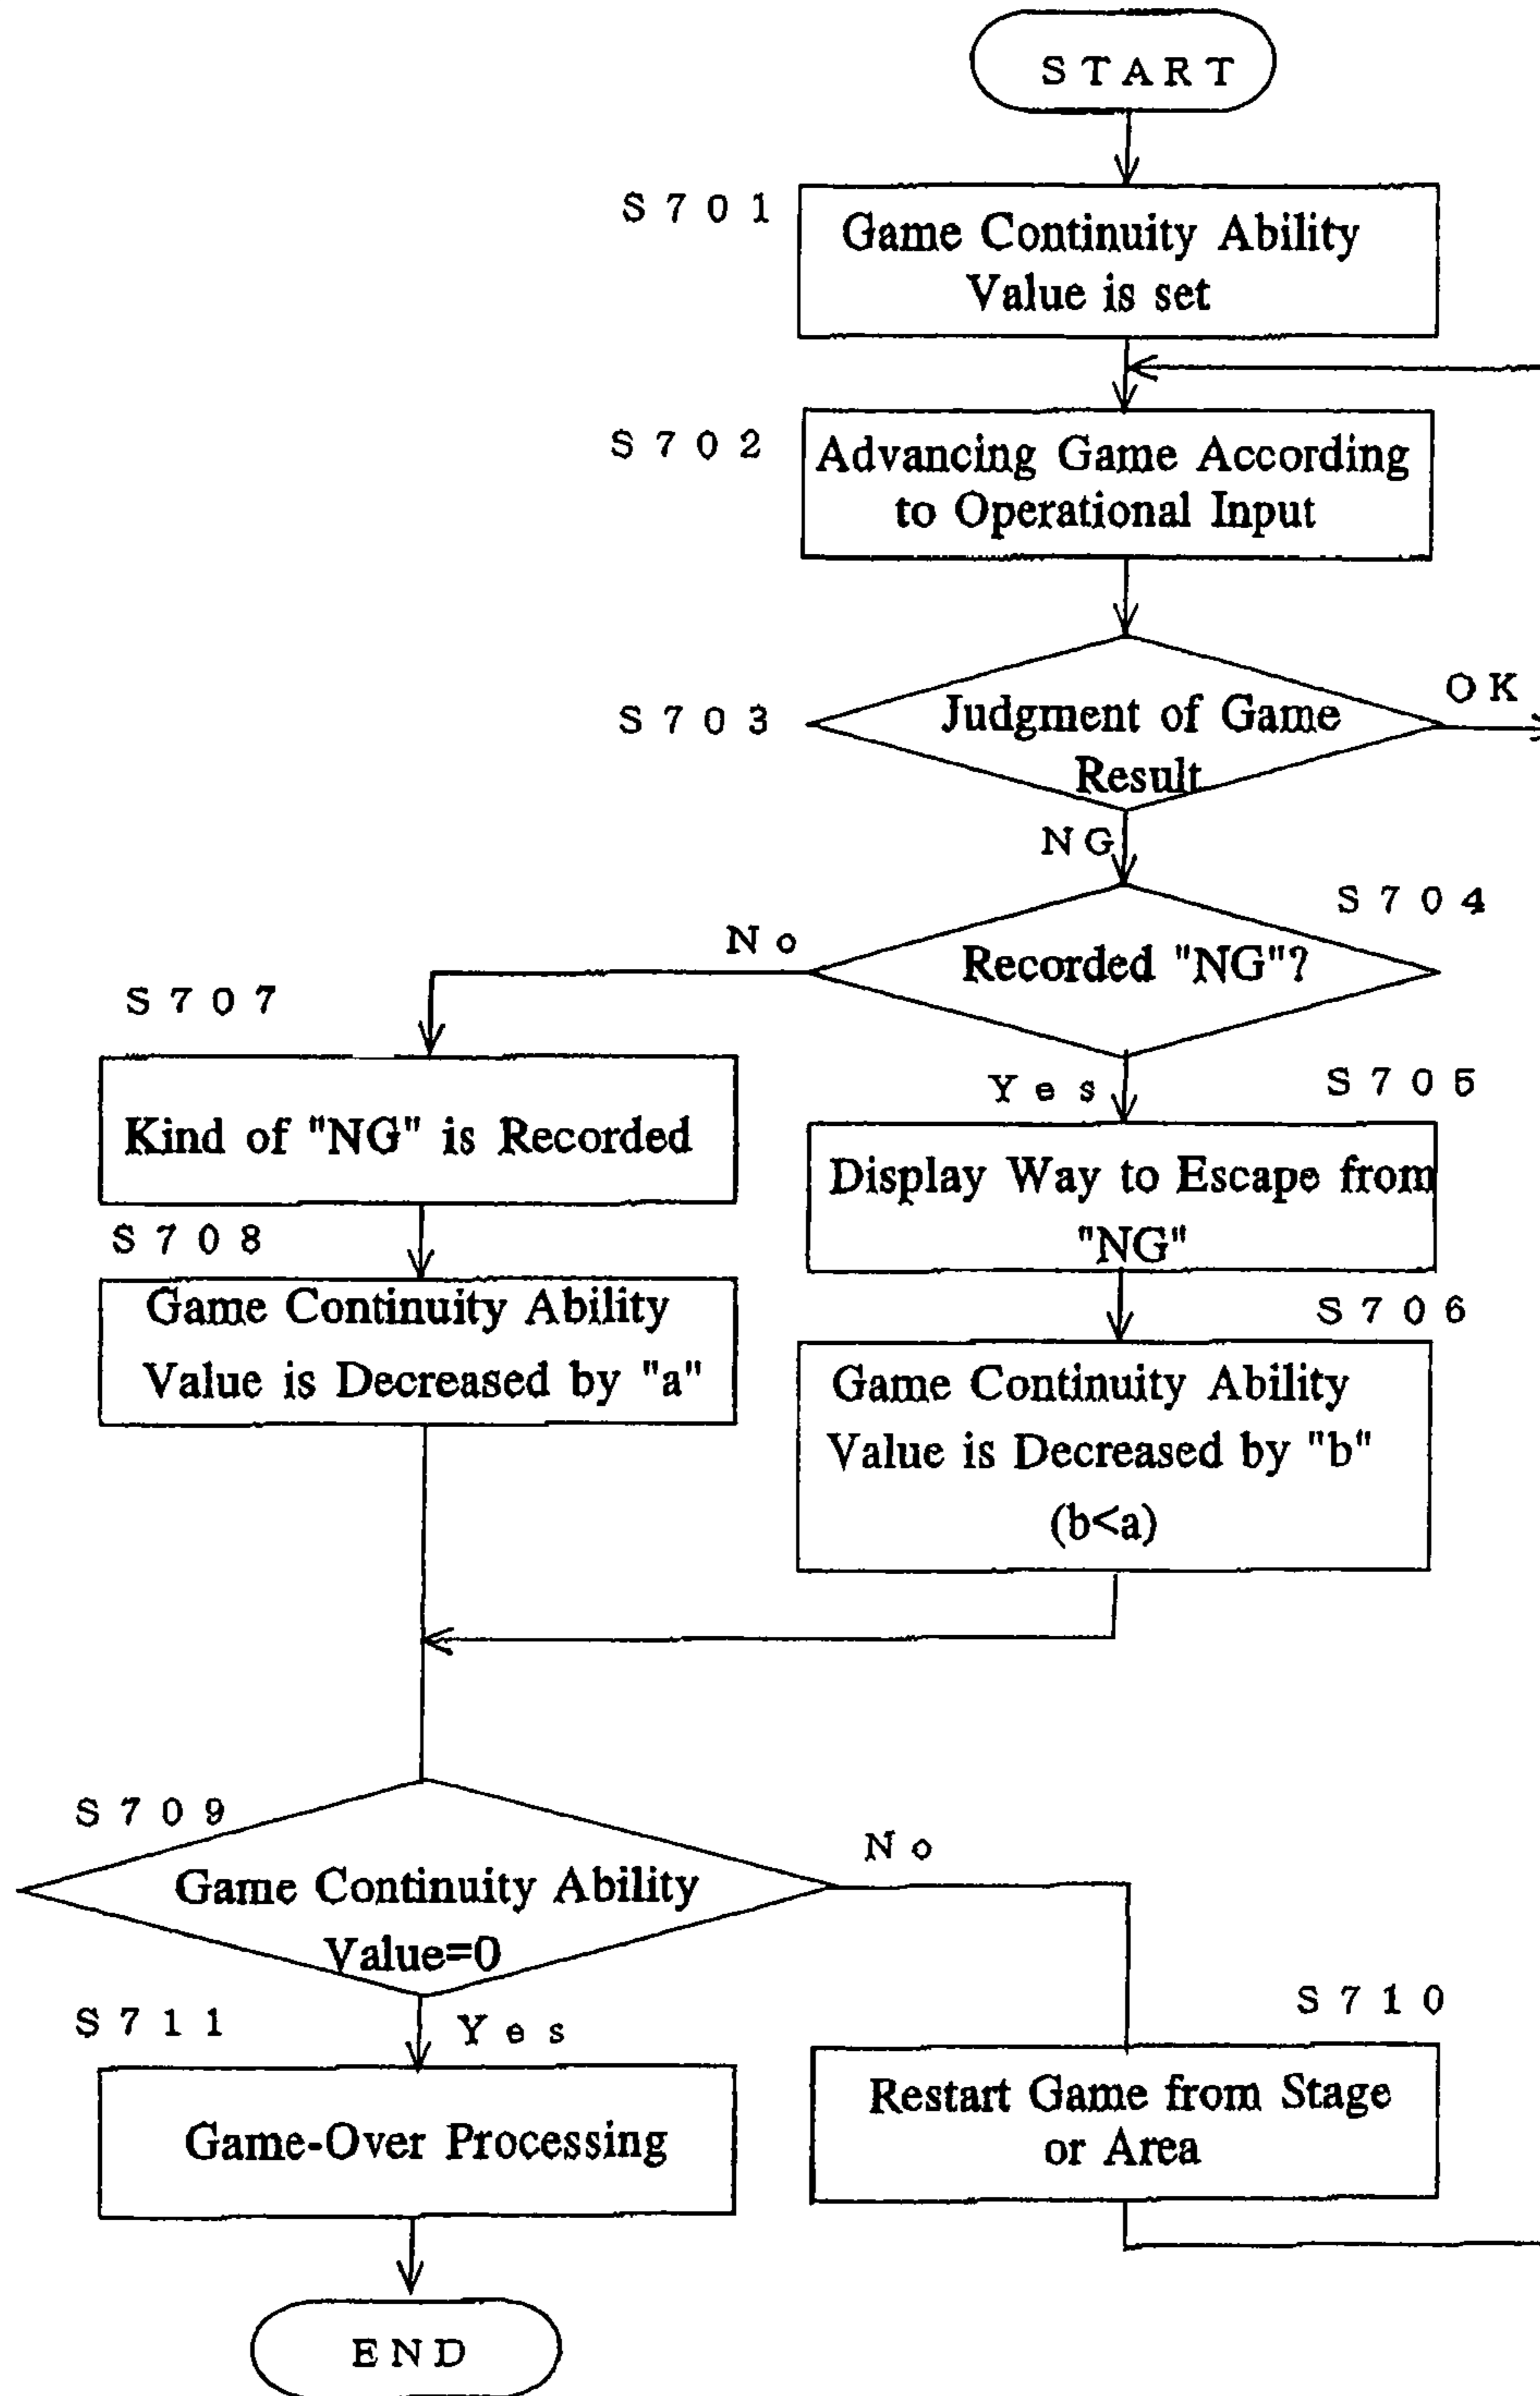 START
S701
Game Continuity Ability
Value is set
S702
Advancing Game According
to Operational Input
S703
Judgment of Game
Result
OK
NG
S704
Recorded "NG"?
No
Yes
S707
Kind of "NG" is Recorded
S705
Display Way to Escape from
"NG"
S708
Game Continuity Ability
Value is Decreased by "a"
S706
Game Continuity Ability
Value is Decreased by "b"
(b<a)
S709
Game Continuity Ability
Value=0
No
Yes
S711
Game-Over Processing
S710
Restart Game from Stage
or Area
END